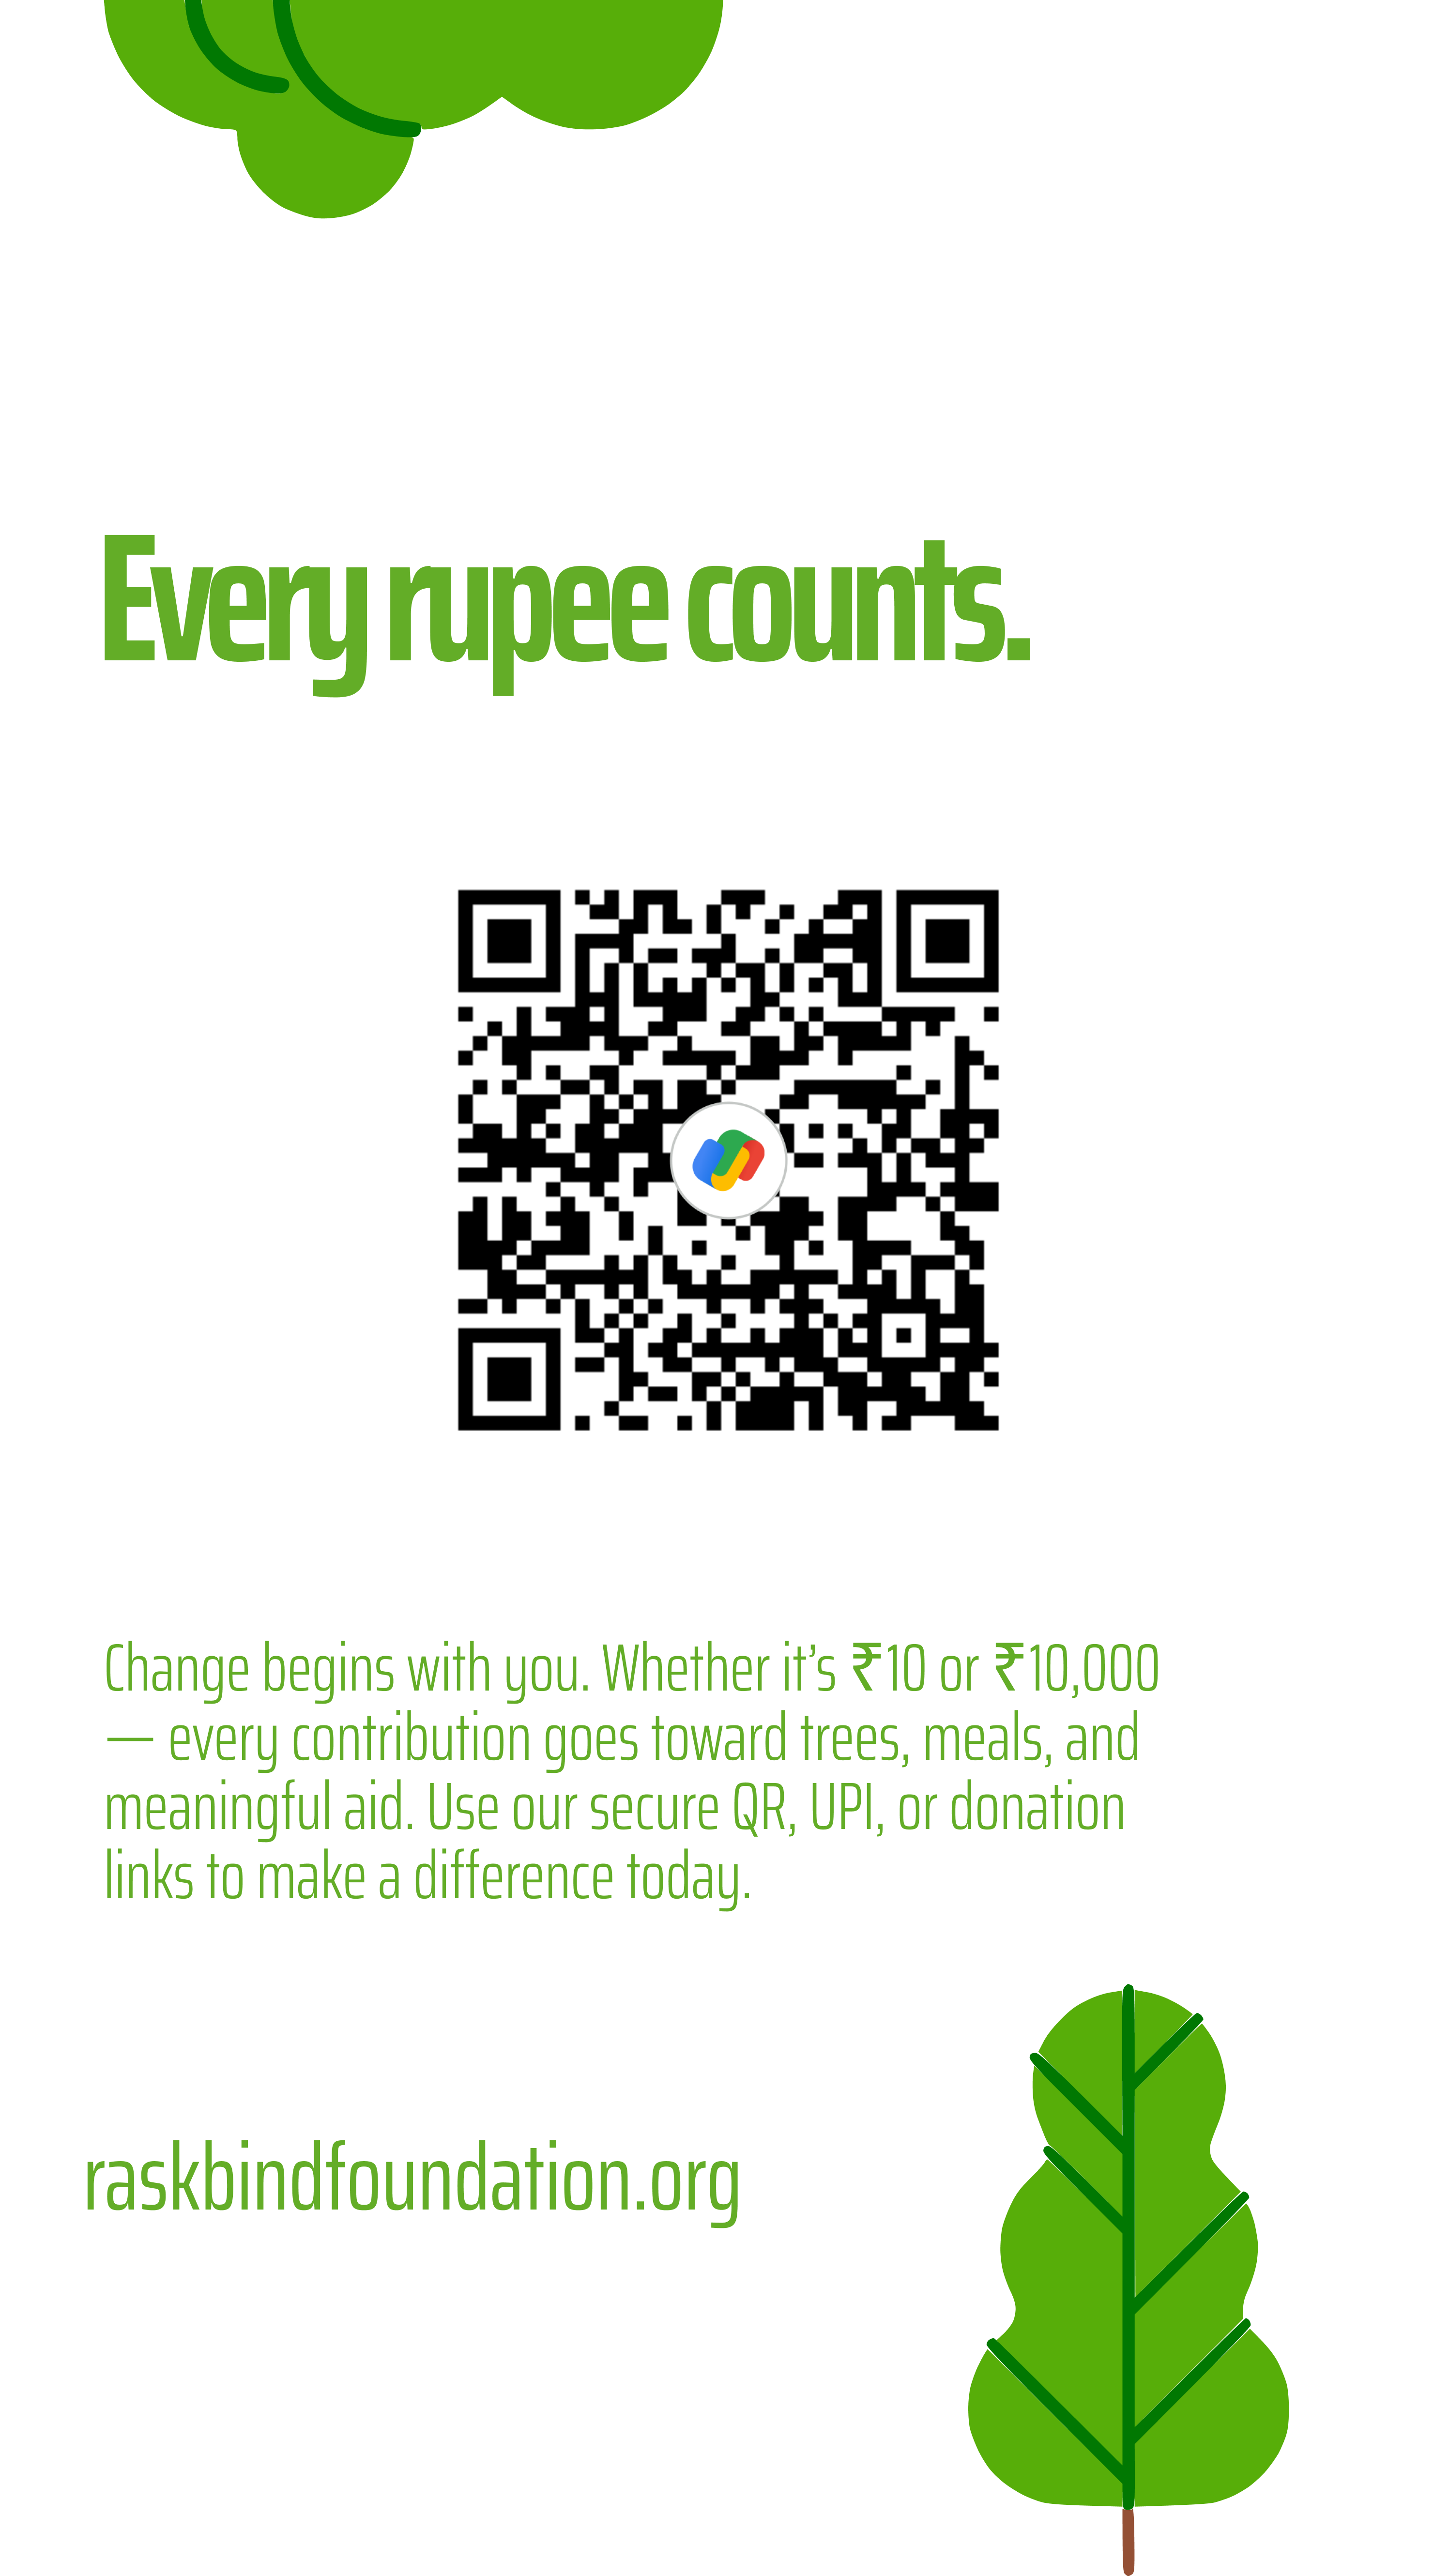 Every rupee counts.
Change begins with you. Whether it’s ₹10 or ₹10,000
— every contribution goes toward trees, meals, and
meaningful aid. Use our secure QR, UPI, or donation
links to make a difference today.
raskbindfoundation.org